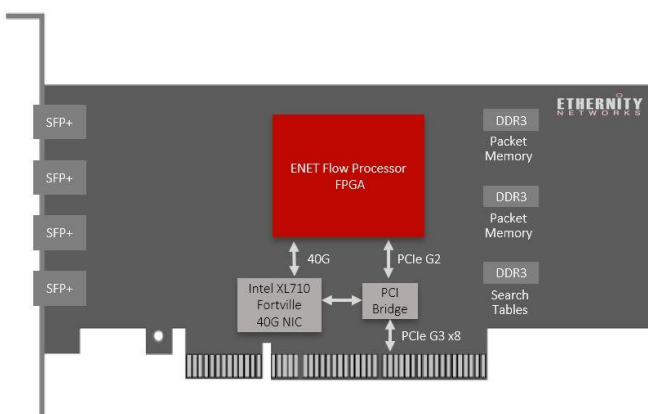 ETHERNITY
NETWORKS
SFP+
SFP+
SFP+
SFP+
ENET Flow Processor
FPGA
DDR3
Packet
Memory
DDR3
Packet
Memory
DDR3
Search
Tables
40G
PCIe G2
Intel XL710
Fortville
40G NIC
PCI
Bridge
PCIe G3 x8